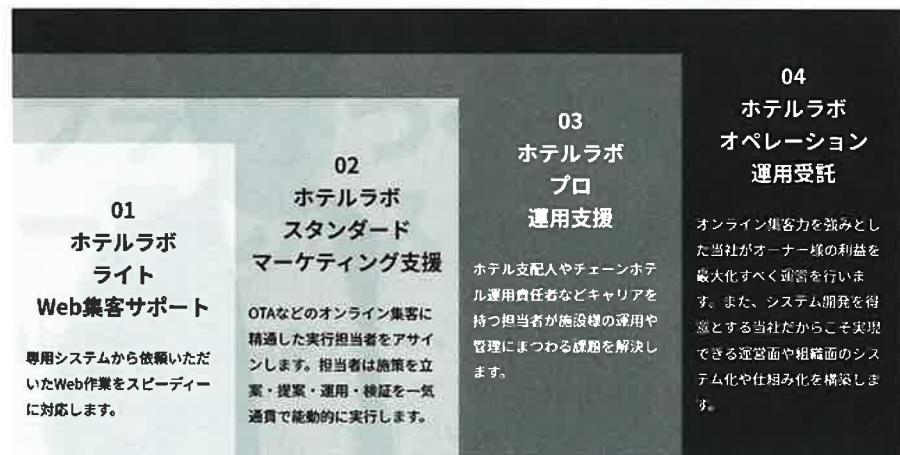 01
ホテルラボ
ライト
Web集客サポート
専用システムから依頼いただ
いたWeb作業をスピーディー
に対応します。
02
ホテルラボ
スタンダード
マーケティング支援
OTAなどのオンライン集客に
精通した実行担当者をアサイ
ンします。担当者は施策を立
案・提案・運用・検証を一気
通貫で能動的に実行します。
03
ホテルラボ
プロ
運用支援
ホテル支配人やチェーンホテ
ル運用責任者などキャリアを
持つ担当者が施設様の運用や
管理にまつわる課題を解決し
ます。
04
ホテルラボ
オペレーション
運用受託
オンライン集客力を強みとし
た当社がオーナー様の利益を
最大化すべく運営を行いま
す。また、システム開発を得
意とする当社だからこそ実現
できる運営面や組織面のシス
テム化や仕組み化を構築しま
す。